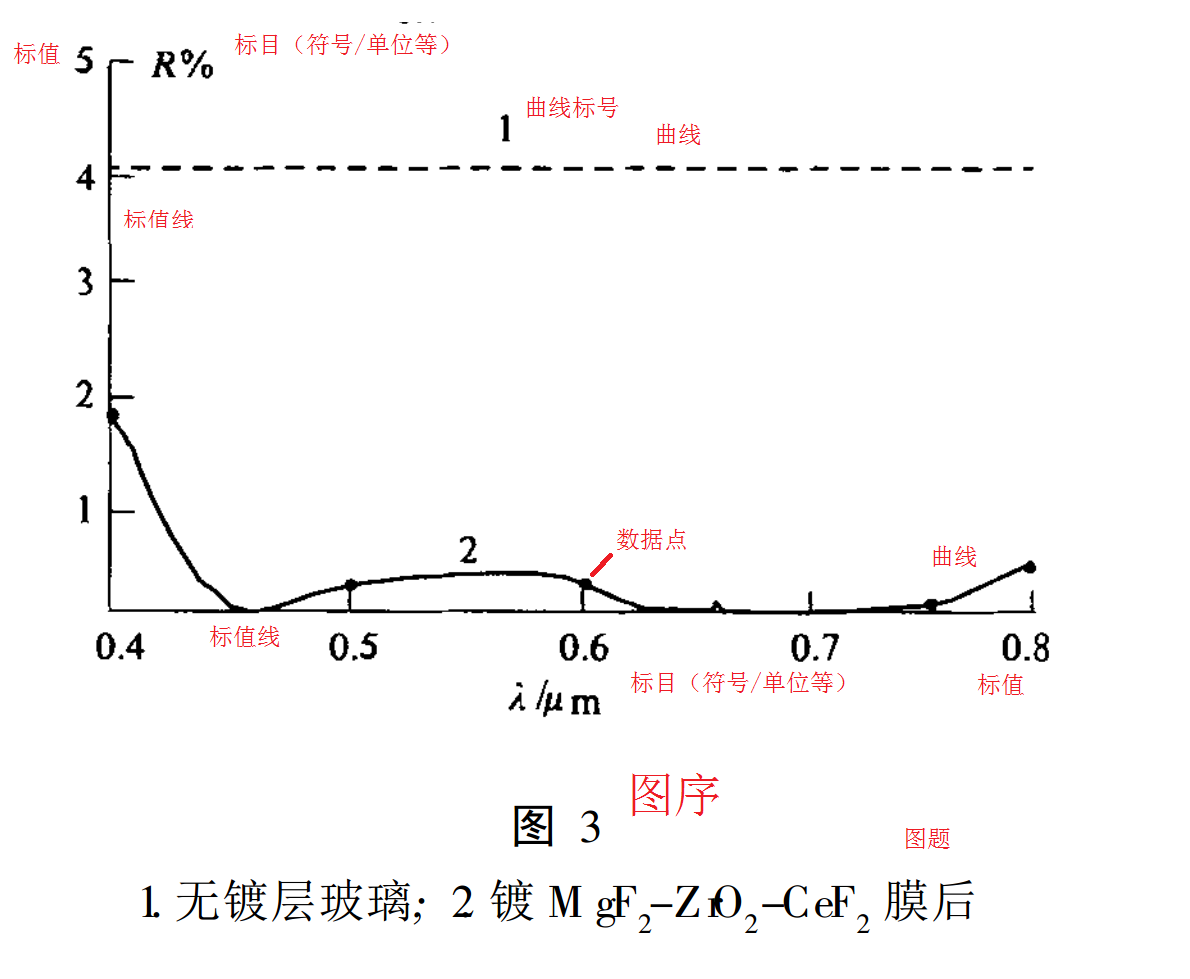 标值 5 R% 标目（符号/单位等）
1 曲线标号 曲线
4
标值线
3
2
1
2 数据点 曲线
标值线
0.4 0.5 0.6 0.7 0.8
λ/μm 标目（符号/单位等） 标值
图 3 图序
图题
1. 无镀层玻璃; 2 镀 MgF₂-ZrO₂-CeF₂ 膜后